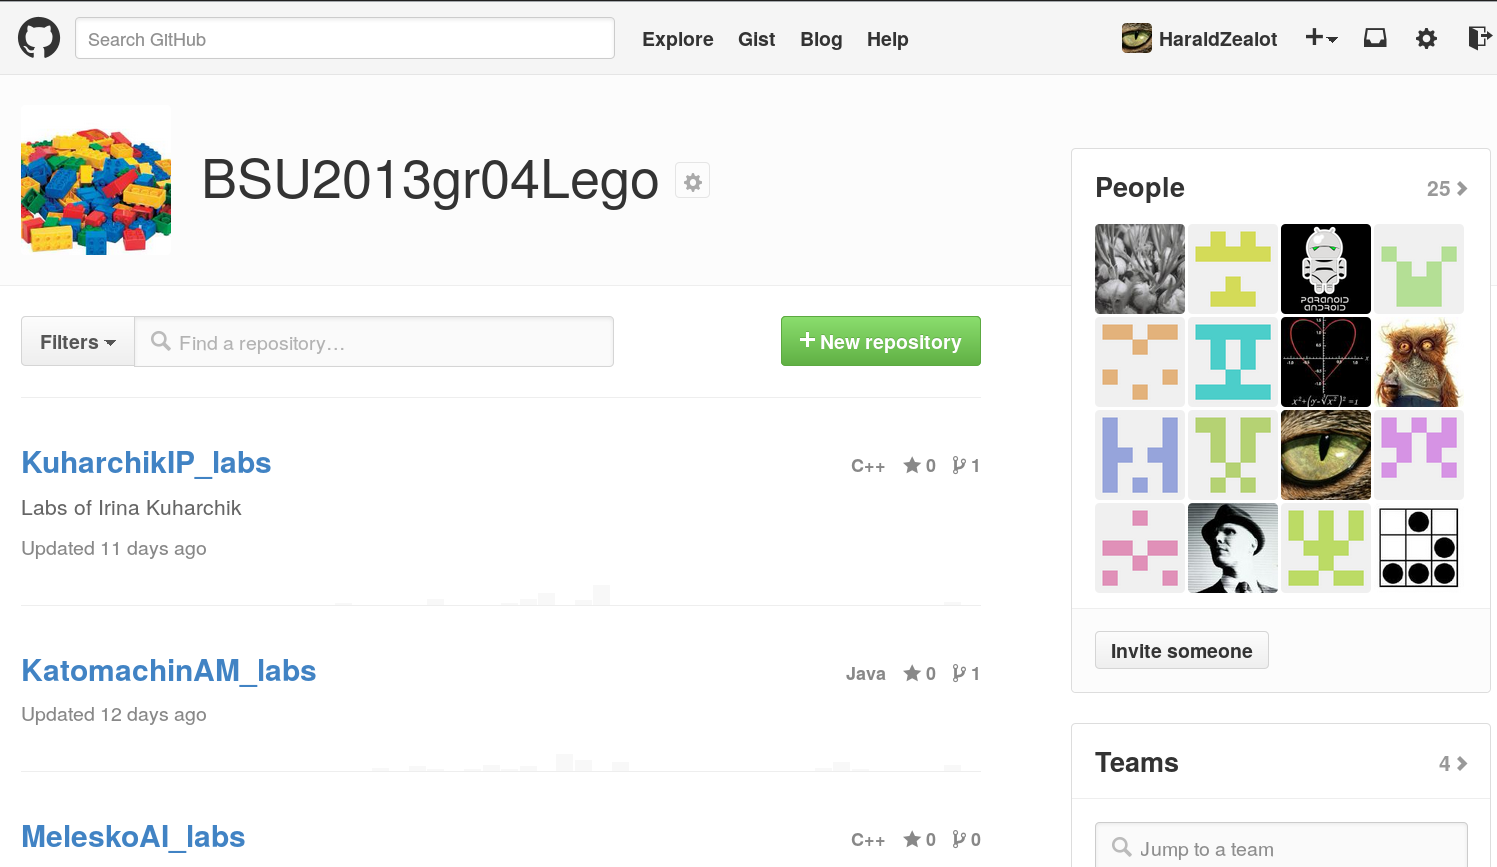 Search GitHub
Explore Gist Blog Help
HaraldZealot
BSU2013gr04Lego
People 25
PARANOID
ANDROID
Filters
Find a repository…
New repository
KuharchikIP_labs
C++ 0 1
Labs of Irina Kuharchik
Updated 11 days ago
Invite someone
KatomachinAM_labs
Java 0 1
Updated 12 days ago
Teams 4
MeleskoAI_labs
C++ 0 0
Jump to a team